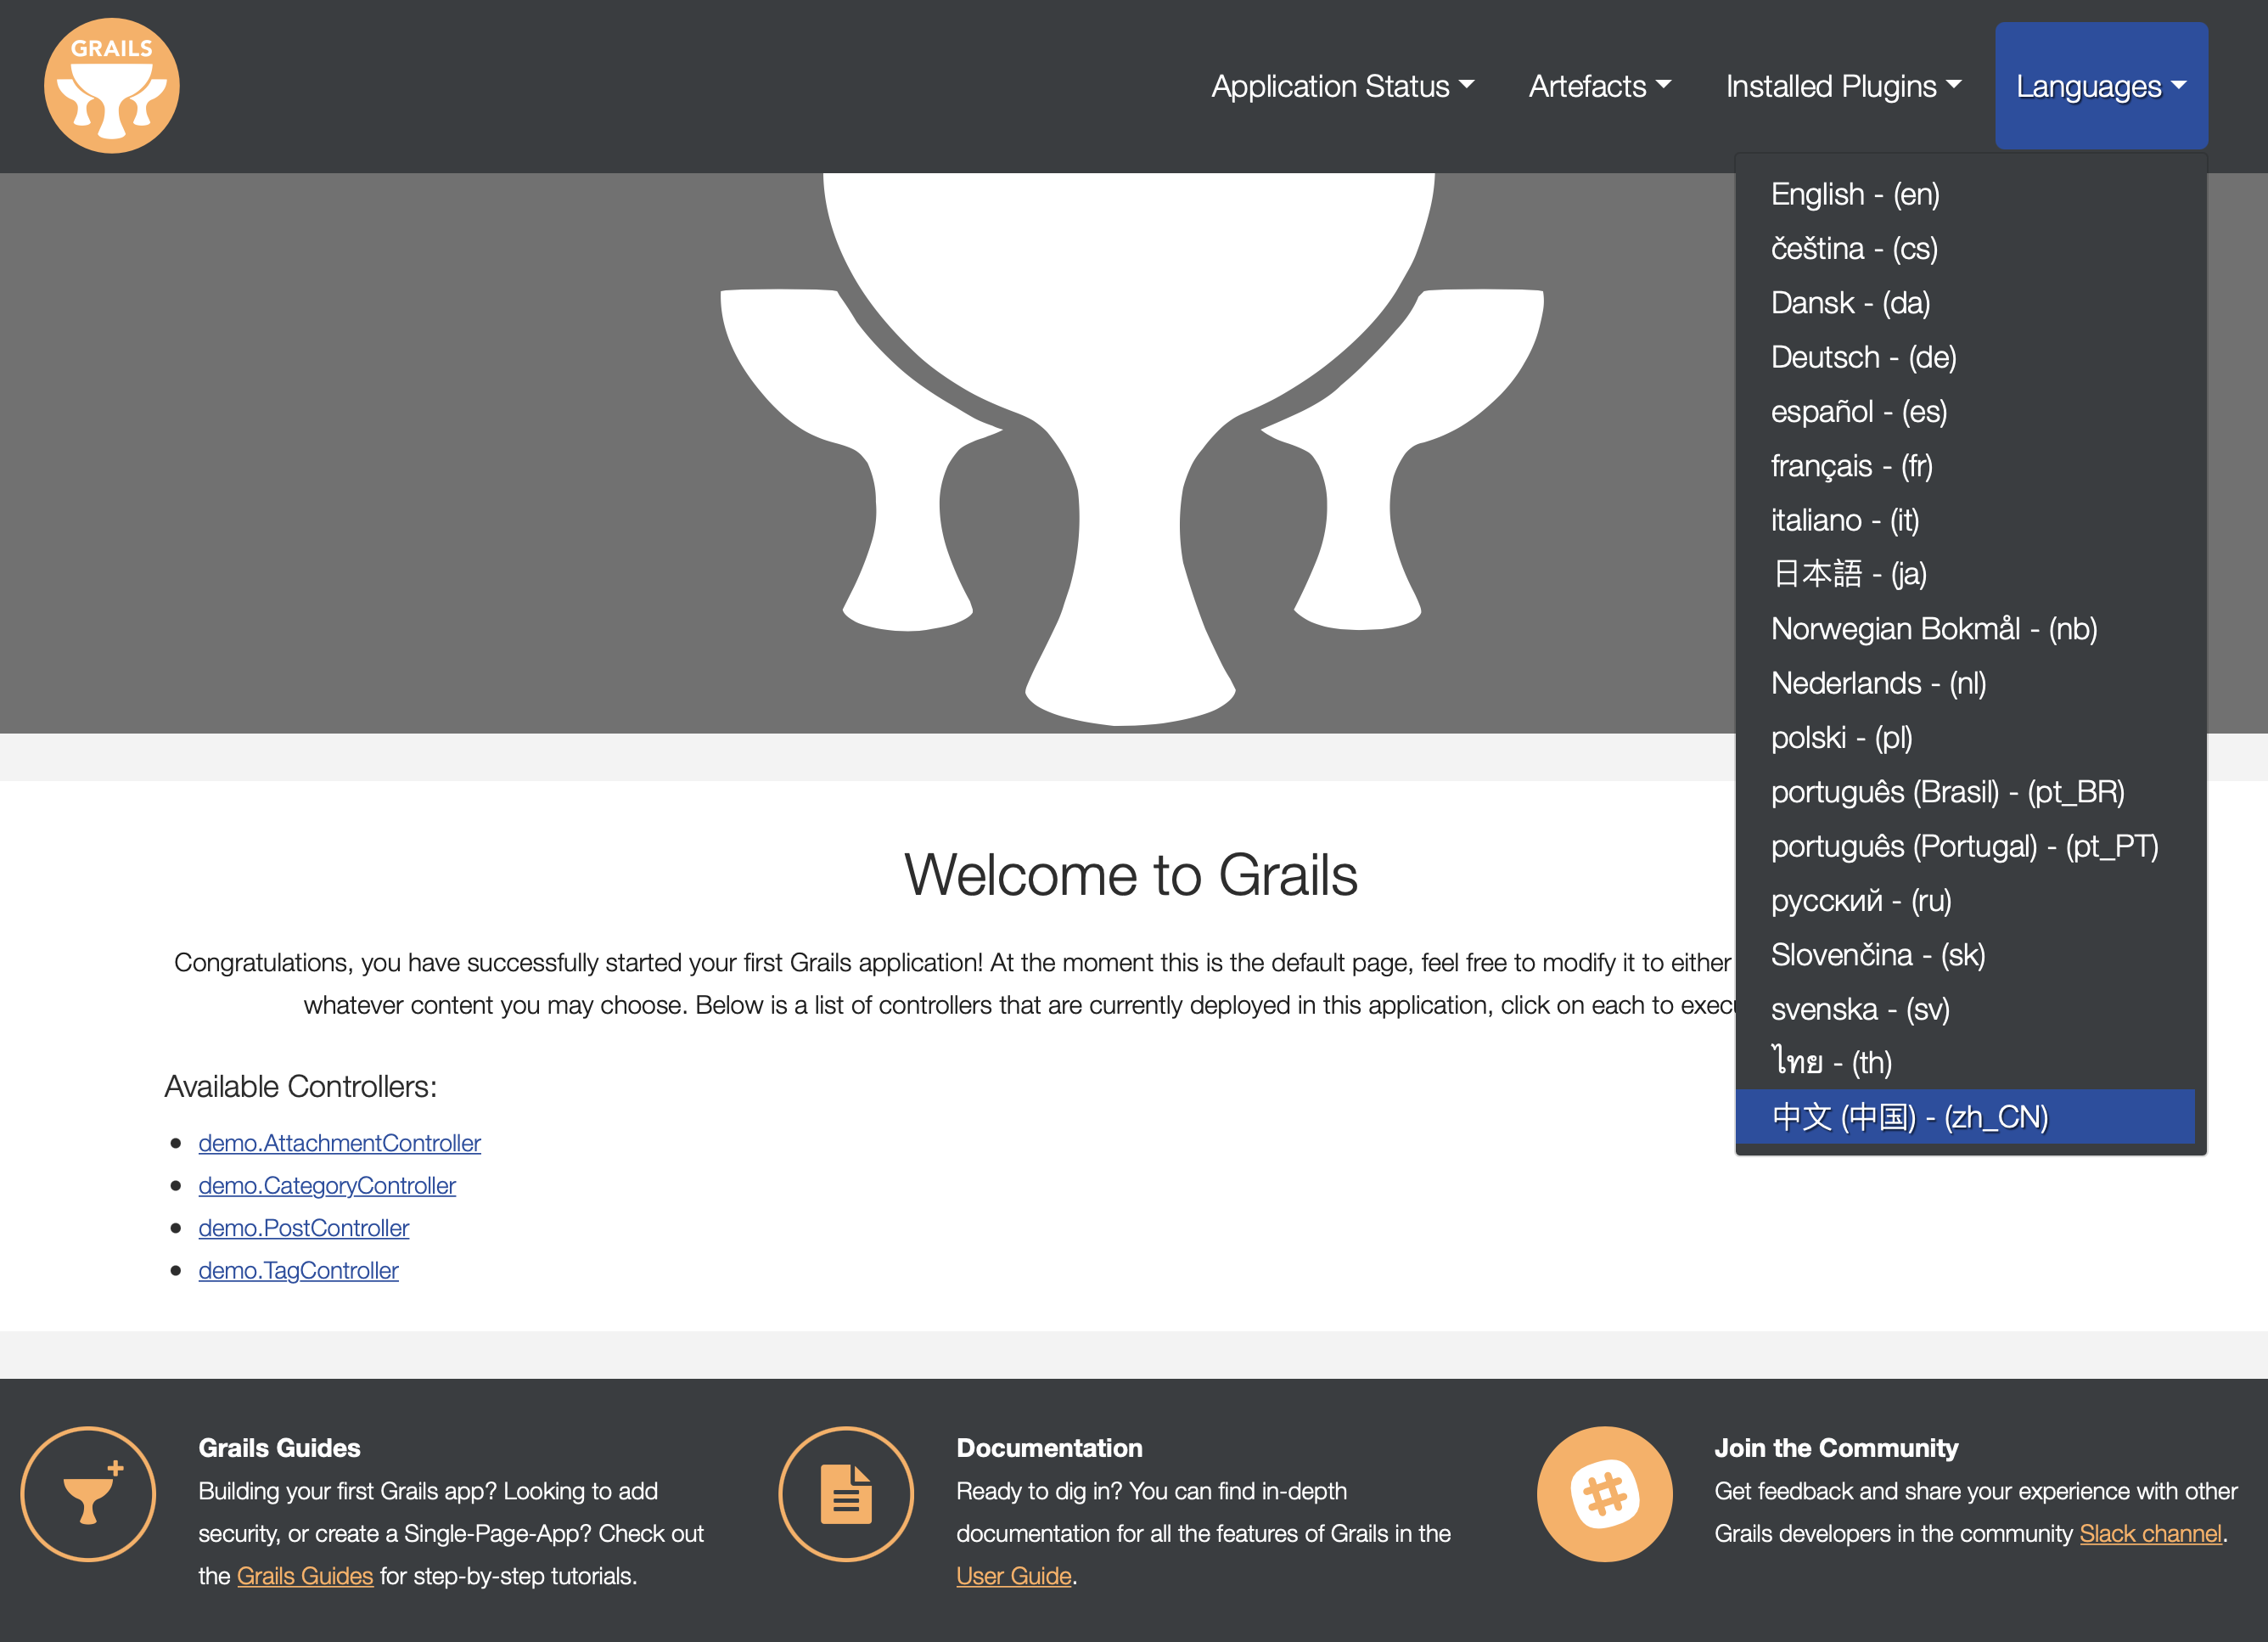 GRAILS
Application Status
Artefacts
Installed Plugins
Languages
English - (en)
čeština - (cs)
Dansk - (da)
Deutsch - (de)
español - (es)
français - (fr)
italiano - (it)
日本語 - (ja)
Norwegian Bokmål - (nb)
Nederlands - (nl)
polski - (pl)
português (Brasil) - (pt_BR)
português (Portugal) - (pt_PT)
русский - (ru)
Slovenčina - (sk)
svenska - (sv)
ไทย - (th)
中文 (中国) - (zh_CN)
Welcome to Grails
Congratulations, you have successfully started your first Grails application! At the moment this is the default page, feel free to modify it to either
whatever content you may choose. Below is a list of controllers that are currently deployed in this application, click on each to
Available Controllers:
demo.AttachmentController
demo.CategoryController
demo.PostController
demo.TagController
Grails Guides
Building your first Grails app? Looking to add
security, or create a Single-Page-App? Check out
the Grails Guides for step-by-step tutorials.
Documentation
Ready to dig in? You can find in-depth
documentation for all the features of Grails in the
User Guide.
Join the Community
Get feedback and share your experience with other
Grails developers in the community Slack channel.